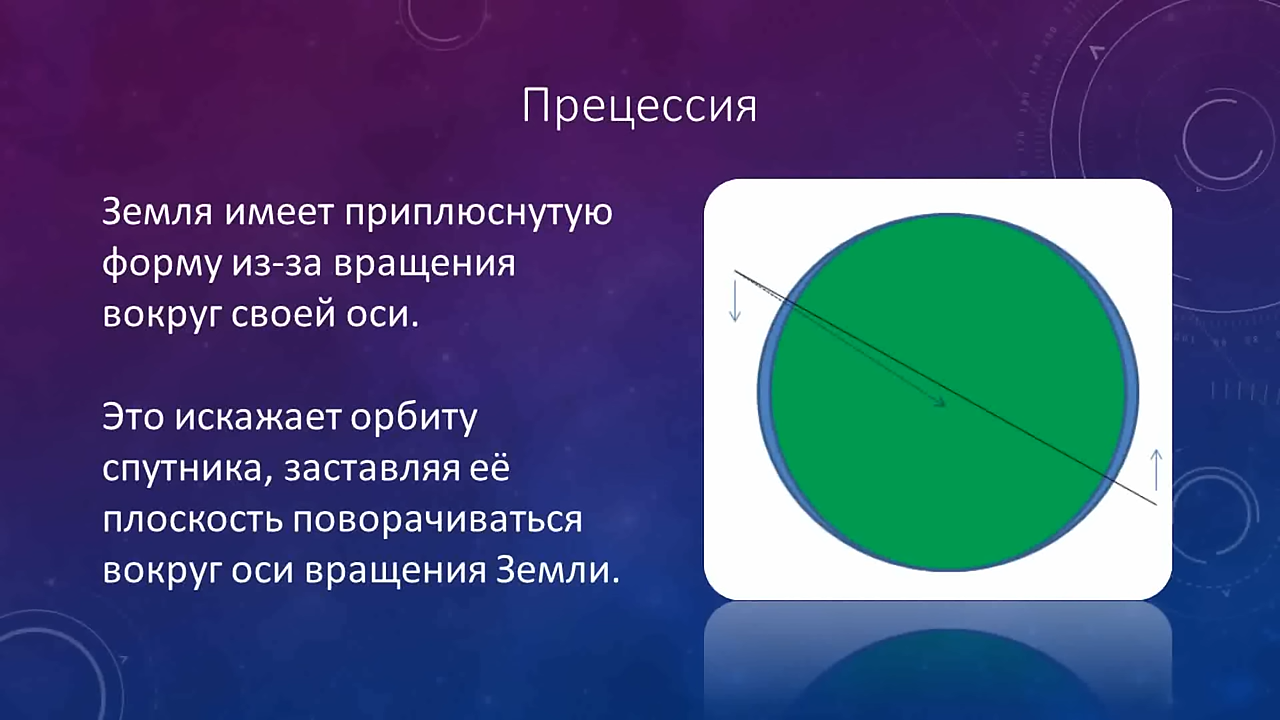 Прецессия
Земля имеет приплюснутую
форму из-за вращения
вокруг своей оси.
Это искажает орбиту
спутника, заставляя её
плоскость поворачиваться
вокруг оси вращения Земли.